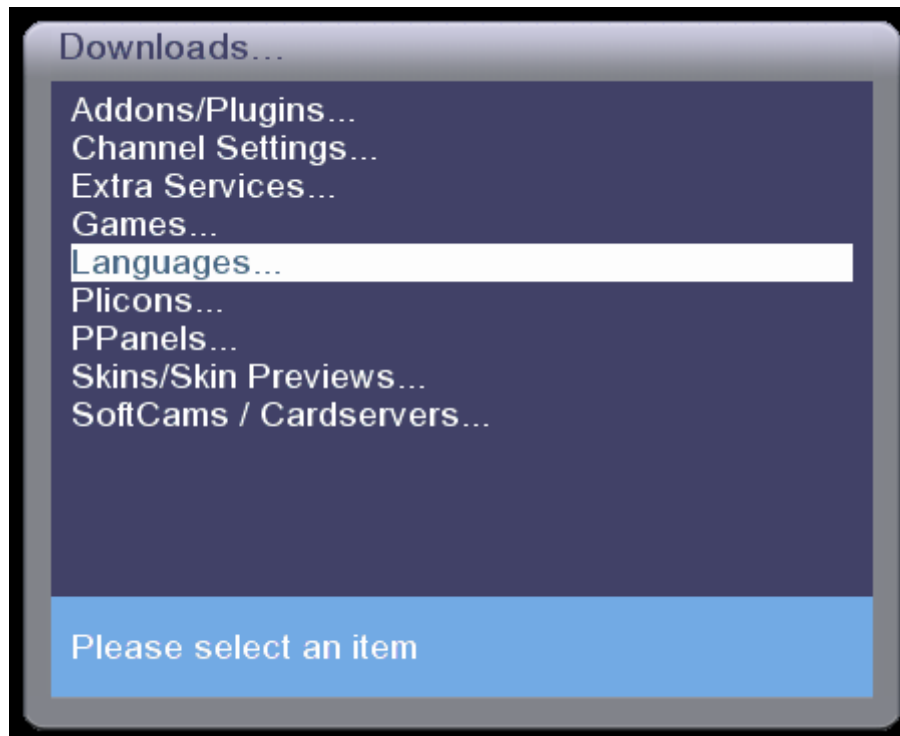 Downloads...
Addons/Plugins...
Channel Settings...
Extra Services...
Games...
Languages...
Plicons...
PPanels...
Skins/Skin Previews...
SoftCams / Cardservers...
Please select an item